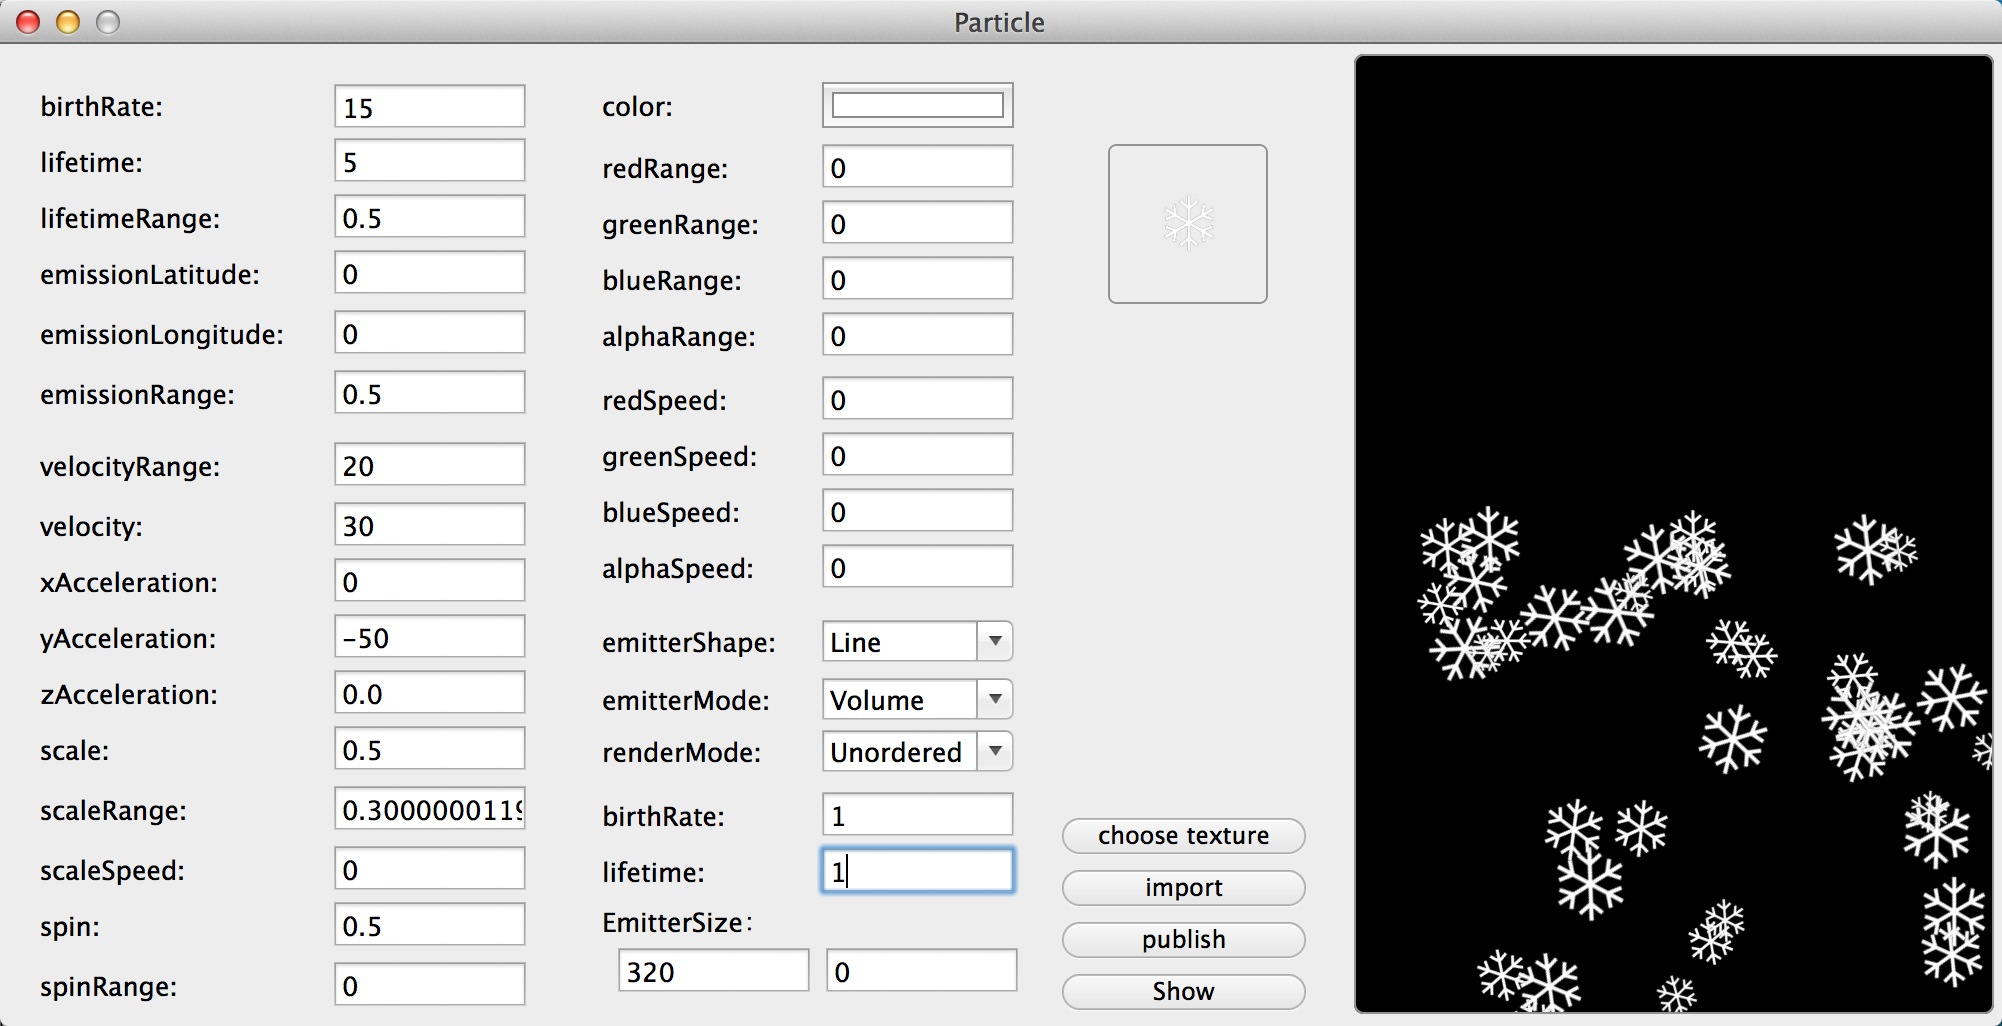 Particle
birthRate: 15
lifetime: 5
lifetimeRange: 0.5
emissionLatitude: 0
emissionLongitude: 0
emissionRange: 0.5
velocityRange: 20
velocity: 30
xAcceleration: 0
yAcceleration: -50
zAcceleration: 0.0
scale: 0.5
scaleRange: 0.300000011
scaleSpeed: 0
spin: 0.5
spinRange: 0
color:
redRange: 0
greenRange: 0
blueRange: 0
alphaRange: 0
redSpeed: 0
greenSpeed: 0
blueSpeed: 0
alphaSpeed: 0
emitterShape: Line
emitterMode: Volume
renderMode: Unordered
birthRate: 1
lifetime: 1
EmitterSize:
320 0
choose texture
import
publish
Show